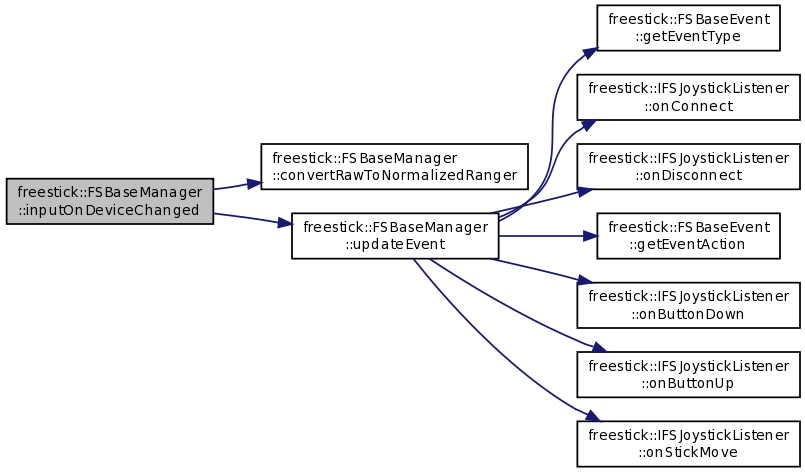 freestick::FSBaseManager
::inputOnDeviceChanged
freestick::FSBaseManager
::convertRawToNormalizedRanger
freestick::FSBaseManager
::updateEvent
freestick::FSBaseEvent
::getEventType
freestick::IFSJoystickListener
::onConnect
freestick::IFSJoystickListener
::onDisconnect
freestick::FSBaseEvent
::getEventAction
freestick::IFSJoystickListener
::onButtonDown
freestick::IFSJoystickListener
::onButtonUp
freestick::IFSJoystickListener
::onStickMove